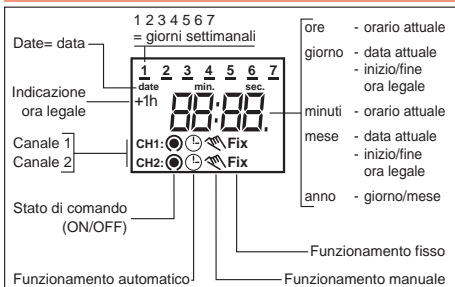 1 2 3 4 5 6 7
= giorni settimanali
Date= data
Indicazione
ora legale
Canale 1
Canale 2
Stato di comando
(ON/OFF)
Funzionamento automatico
1 2 3 4 5 6 7
date min. sec.
+1h 88:88.
CH1: Fix
CH2: Fix
ore - orario attuale
giorno - data attuale
- inizio/fine
ora legale
minuti - orario attuale
mese - data attuale
- inizio/fine
ora legale
anno - giorno/mese
Funzionamento fisso
Funzionamento manuale